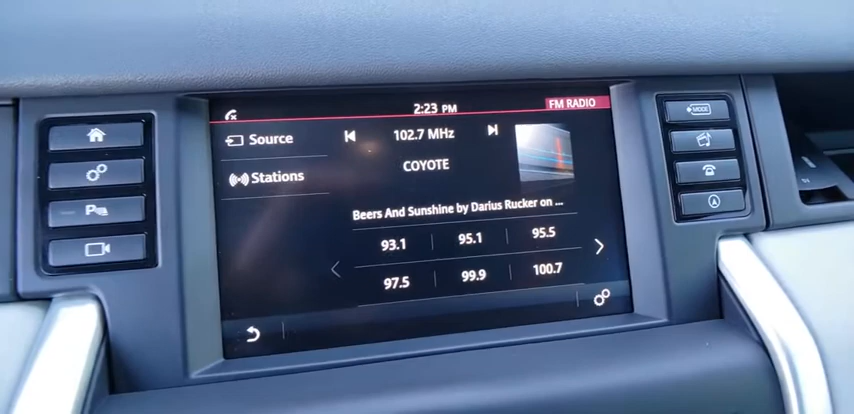 2:23 PM
FM RADIO
Source
102.7 MHz
Stations
COYOTE
Beers And Sunshine by Darius Rucker on ...
93.1 95.1 95.5
97.5 99.9 100.7
P
MODE
A